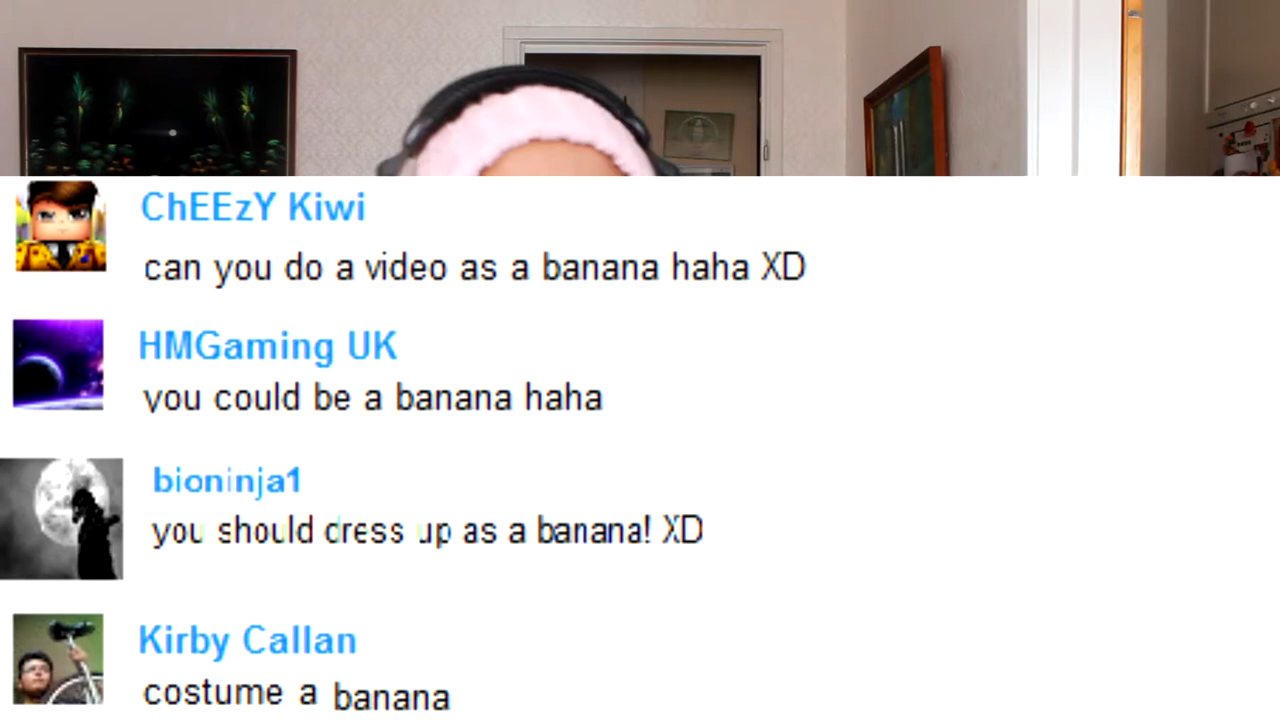 ChEEzY Kiwi
can you do a video as a banana haha XD
HMGaming UK
you could be a banana haha
bioninja1
you should dress up as a banana! XD
Kirby Callan
costume a banana